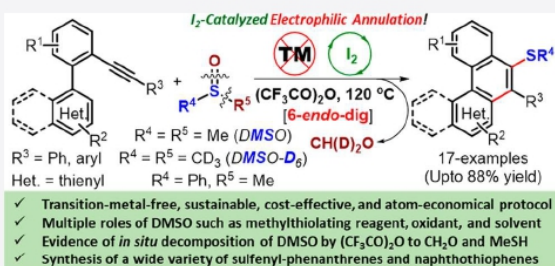 I₂-Catalyzed Electrophilic Annulation!
R¹
R³
Het.
R²
+
O
S
R⁴ R⁵
TM
I₂
(CF₃CO)₂O, 120 °C
[6-endo-dig]
CH(D)₂O
R¹
SR⁴
R³
Het.
R²
R³ = Ph, aryl
Het. = thienyl
R⁴ = R⁵ = Me (DMSO)
R⁴ = R⁵ = CD₃ (DMSO-D₆)
R⁴ = Ph, R⁵ = Me
17-examples
(Upto 88% yield)
✓ Transition-metal-free, sustainable, cost-effective, and atom-economical protocol
✓ Multiple roles of DMSO such as methylthiolating reagent, oxidant, and solvent
✓ Evidence of in situ decomposition of DMSO by (CF₃CO)₂O to CH₂O and MeSH
✓ Synthesis of a wide variety of sulfenyl-phenanthrenes and naphthothiophenes